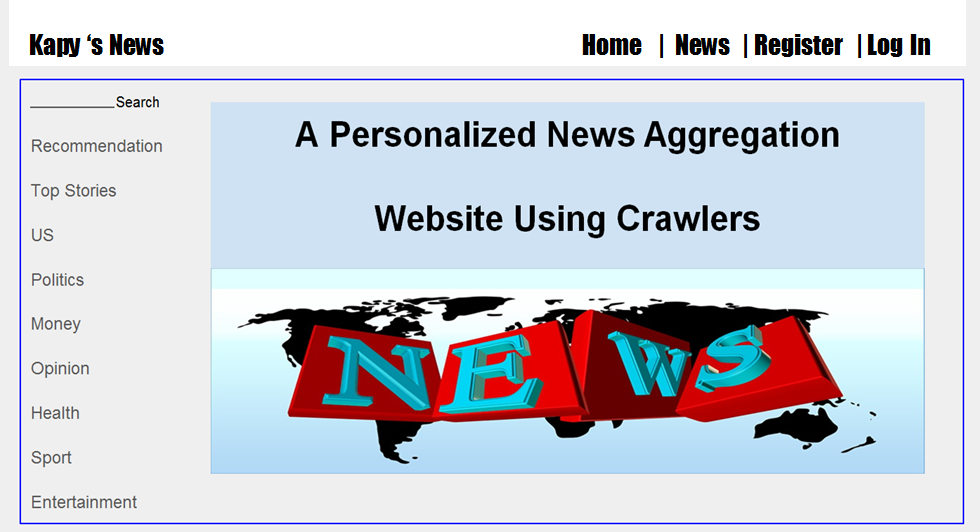 Kapy ‘s News
Home | News | Register | Log In
____________Search
Recommendation
Top Stories
US
Politics
Money
Opinion
Health
Sport
Entertainment
A Personalized News Aggregation
Website Using Crawlers
NEWS